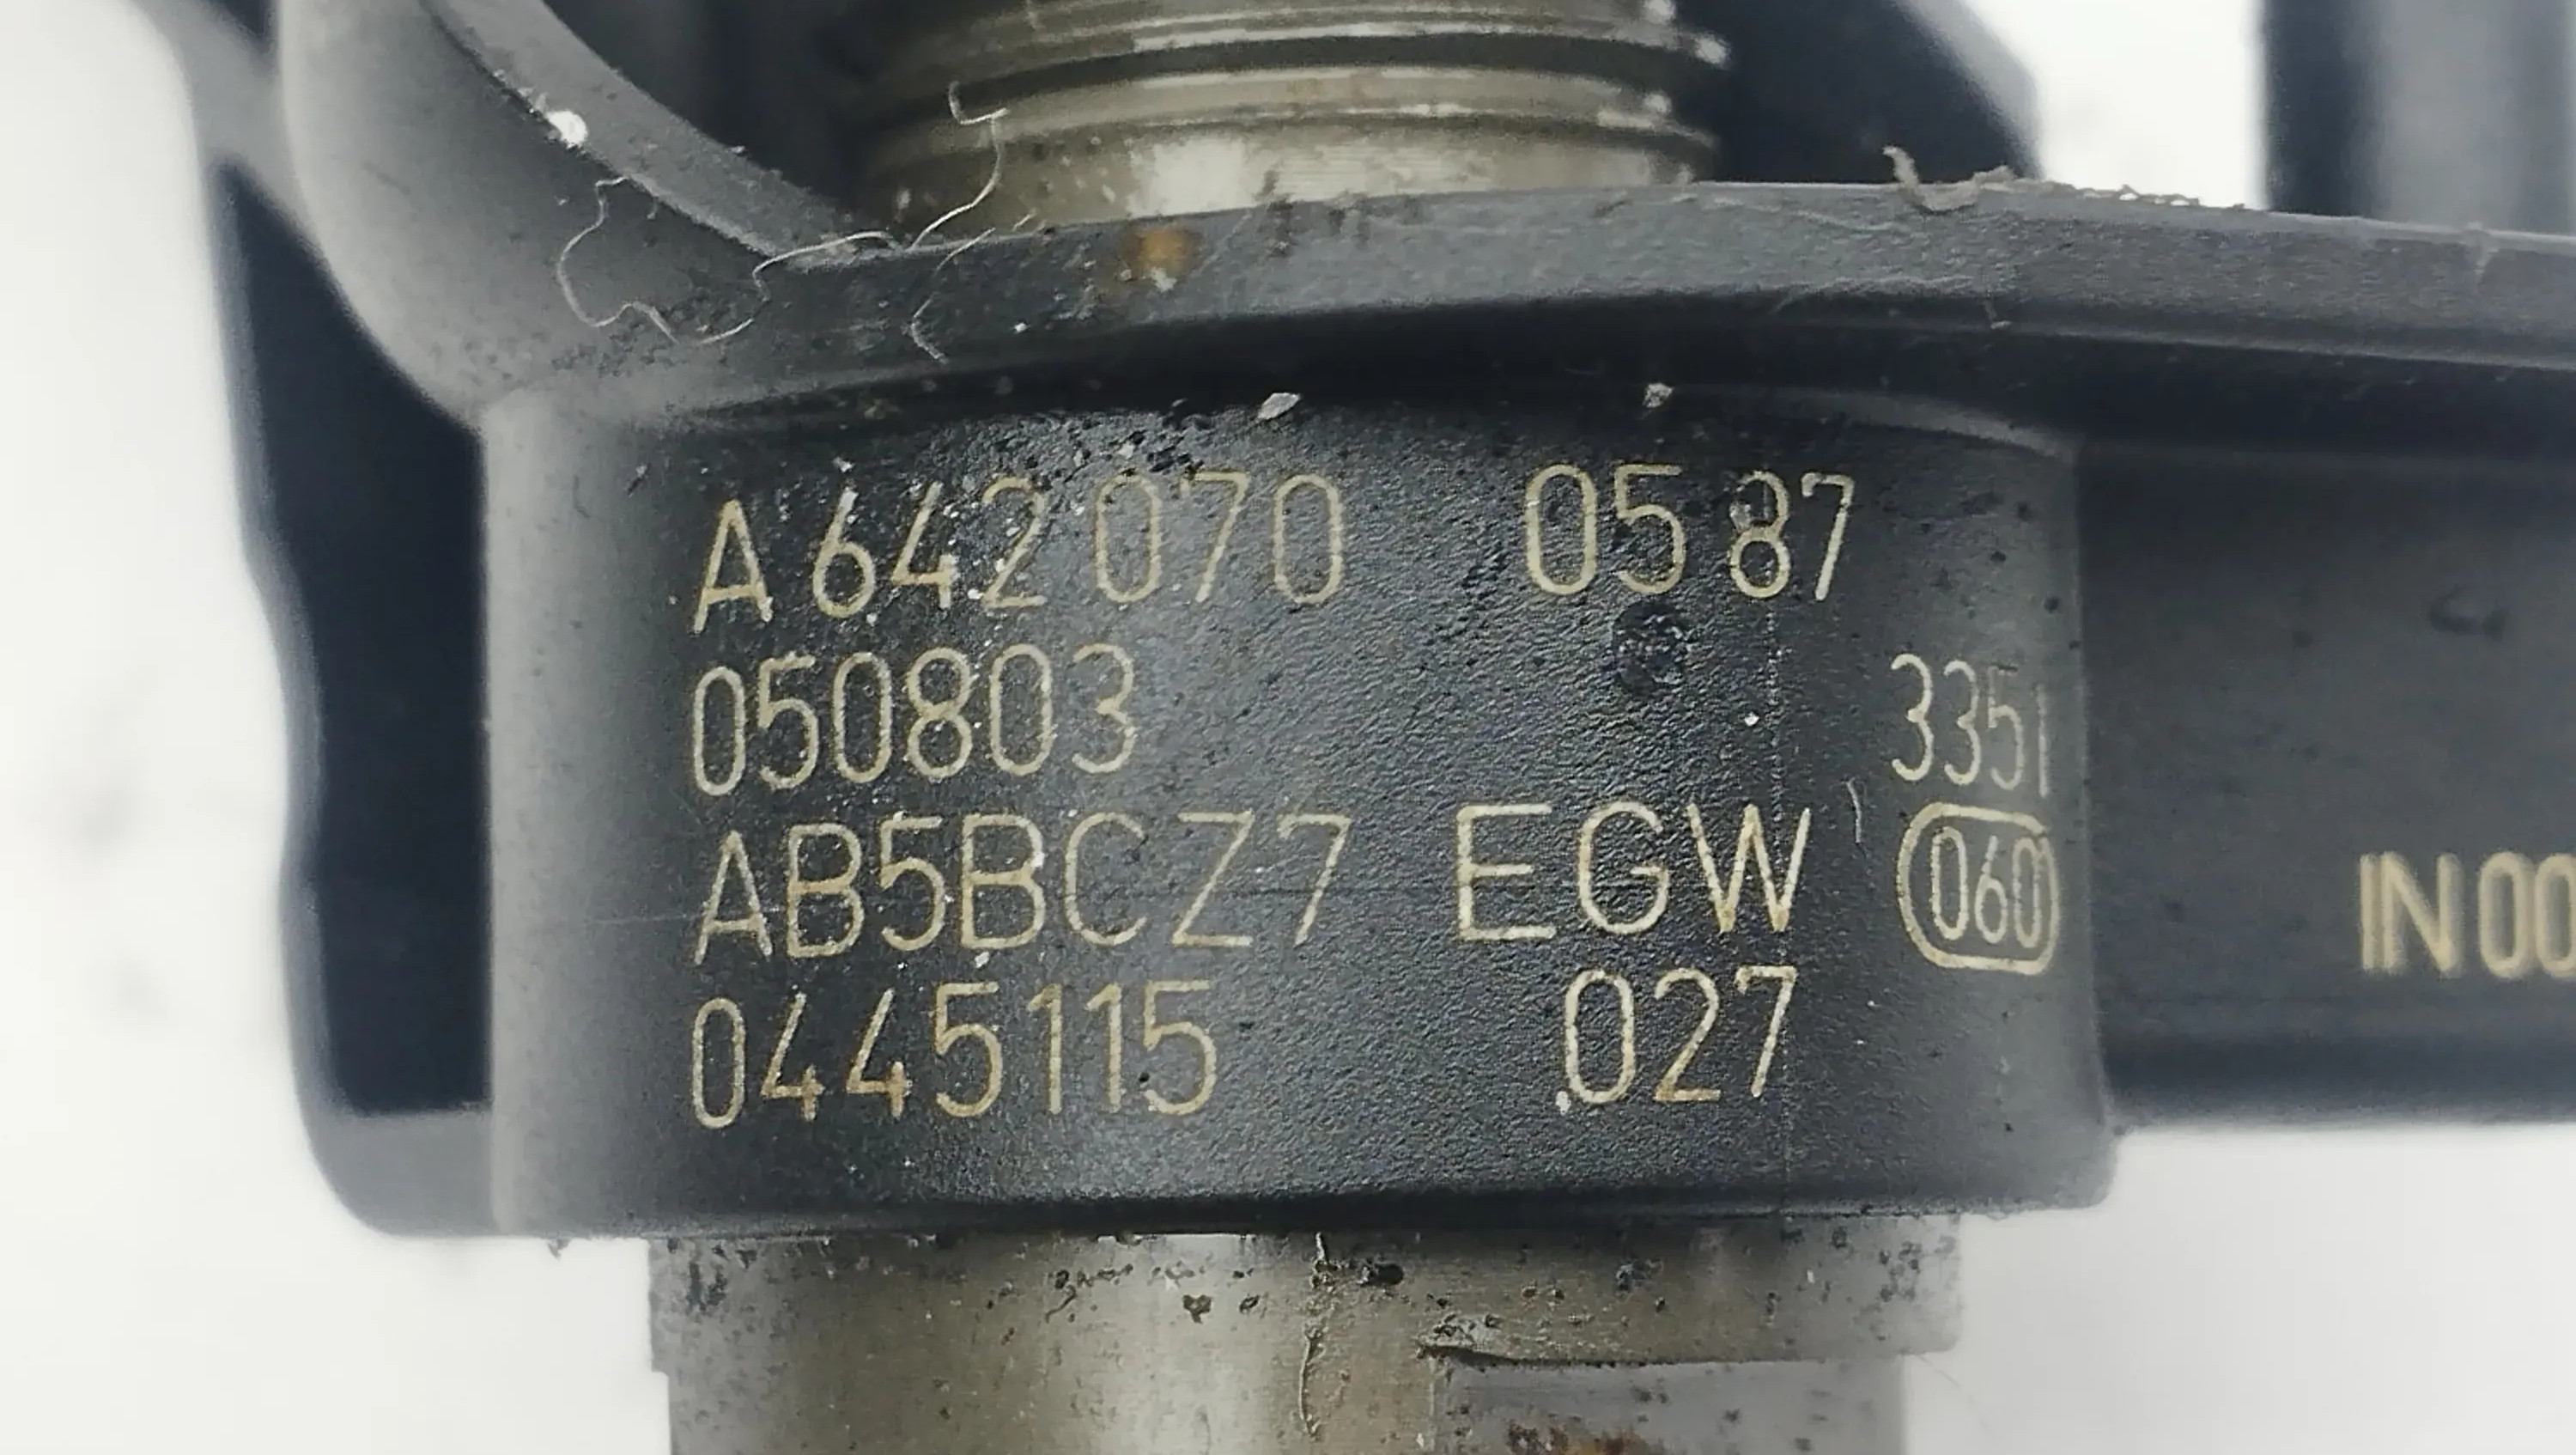 A 642 070 05 87
050803 3351
AB5BCZ7 EGW 060
0445115 027
IN 00